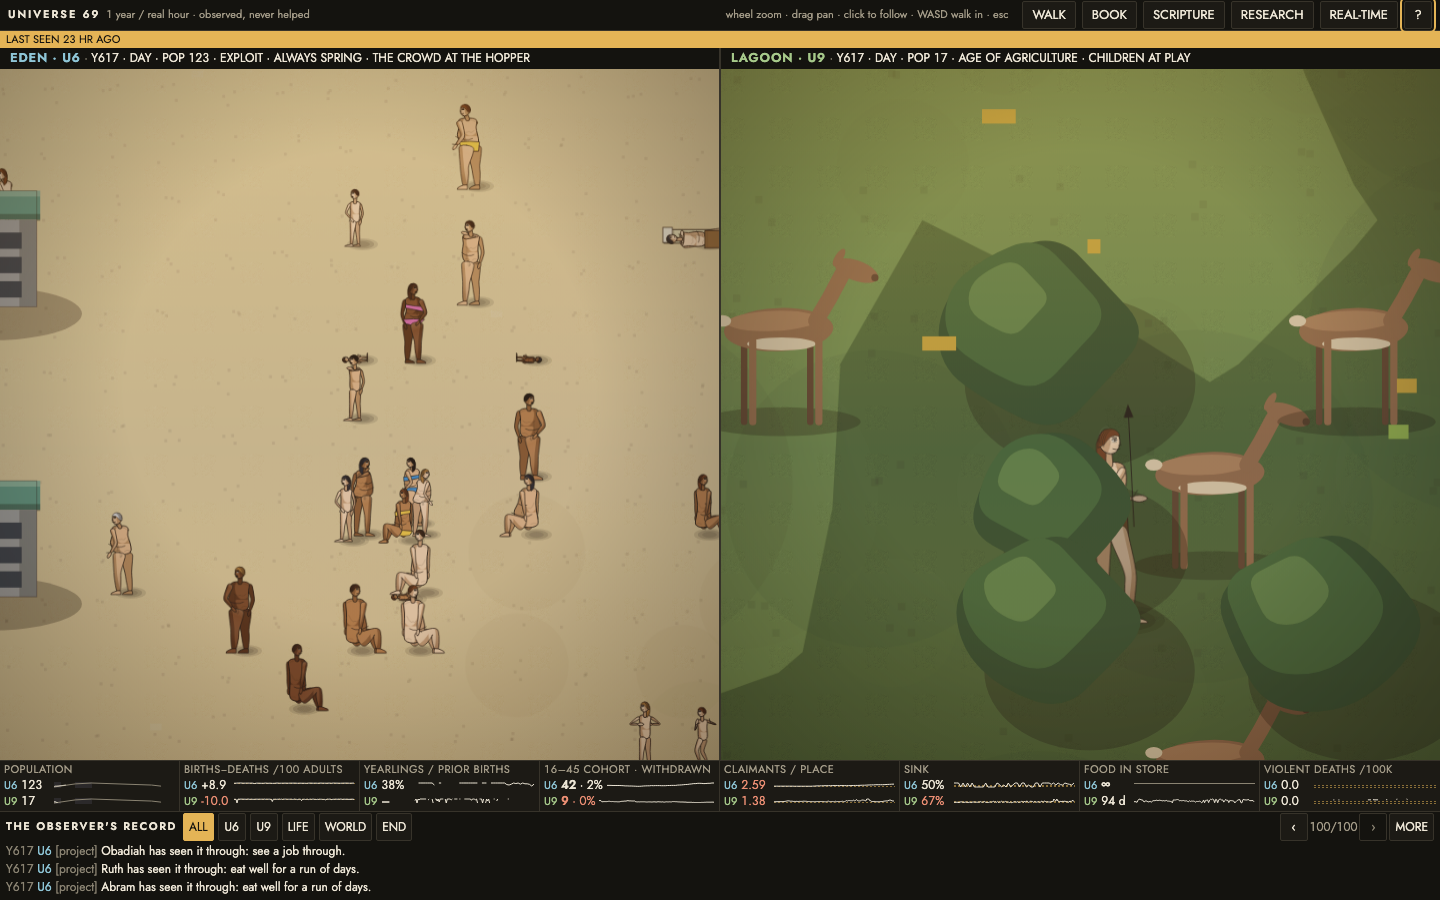 UNIVERSE 69 1 year / real hour · observed, never helped
wheel zoom · drag pan · click to follow · WASD walk in · esc WALK BOOK SCRIPTURE RESEARCH REAL-TIME ?
LAST SEEN 23 HR AGO
EDEN · U6 · Y617 · DAY · POP 123 · EXPLOIT · ALWAYS SPRING · THE CROWD AT THE HOPPER
LAGOON · U9 · Y617 · DAY · POP 17 · AGE OF AGRICULTURE · CHILDREN AT PLAY
POPULATION
U6 123
U9 17
BIRTHS–DEATHS /100 ADULTS
U6 +8.9
U9 -10.0
YEARLINGS / PRIOR BIRTHS
U6 38%
U9 –
16–45 COHORT · WITHDRAWN
U6 42 · 2%
U9 9 · 0%
CLAIMANTS / PLACE
U6 2.59
U9 1.38
SINK
U6 50%
U9 67%
FOOD IN STORE
U6 ∞
U9 94 d
VIOLENT DEATHS /100K
U6 0.0
U9 0.0
THE OBSERVER'S RECORD ALL U6 U9 LIFE WORLD END ‹ 100/100 › MORE
Y617 U6 [project] Obadiah has seen it through: see a job through.
Y617 U6 [project] Ruth has seen it through: eat well for a run of days.
Y617 U6 [project] Abram has seen it through: eat well for a run of days.